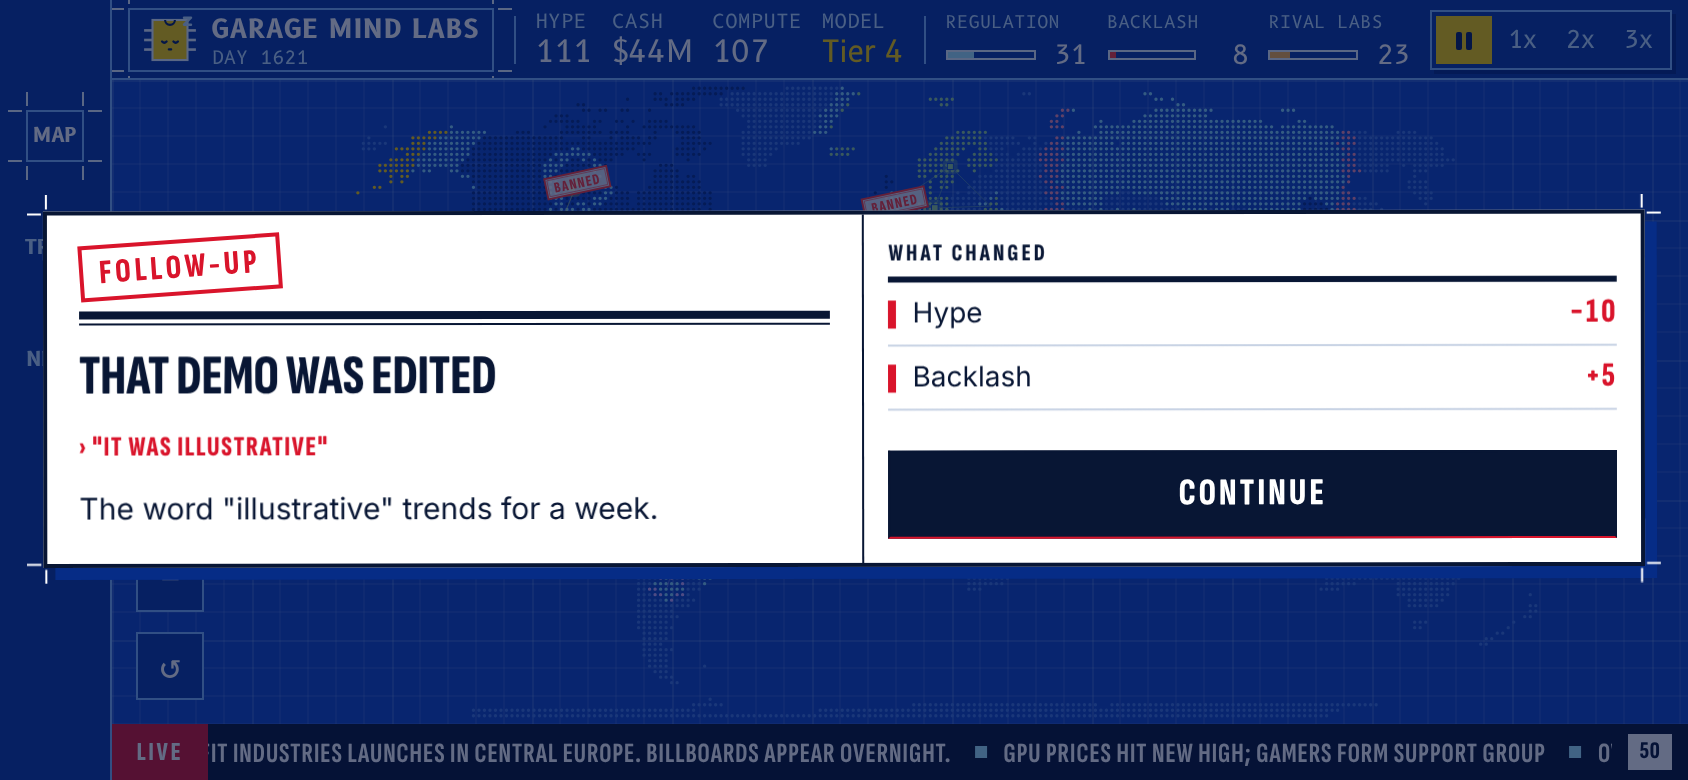 GARAGE MIND LABS
DAY 1621
HYPE
111
CASH
$44M
COMPUTE
107
MODEL
Tier 4
REGULATION
31
BACKLASH
8
RIVAL LABS
23
1x
2x
3x
MAP
BANNED
BANNED
FOLLOW-UP
THAT DEMO WAS EDITED
› "IT WAS ILLUSTRATIVE"
The word "illustrative" trends for a week.
WHAT CHANGED
Hype -10
Backlash +5
CONTINUE
LIVE
FIT INDUSTRIES LAUNCHES IN CENTRAL EUROPE. BILLBOARDS APPEAR OVERNIGHT.
GPU PRICES HIT NEW HIGH; GAMERS FORM SUPPORT GROUP
50